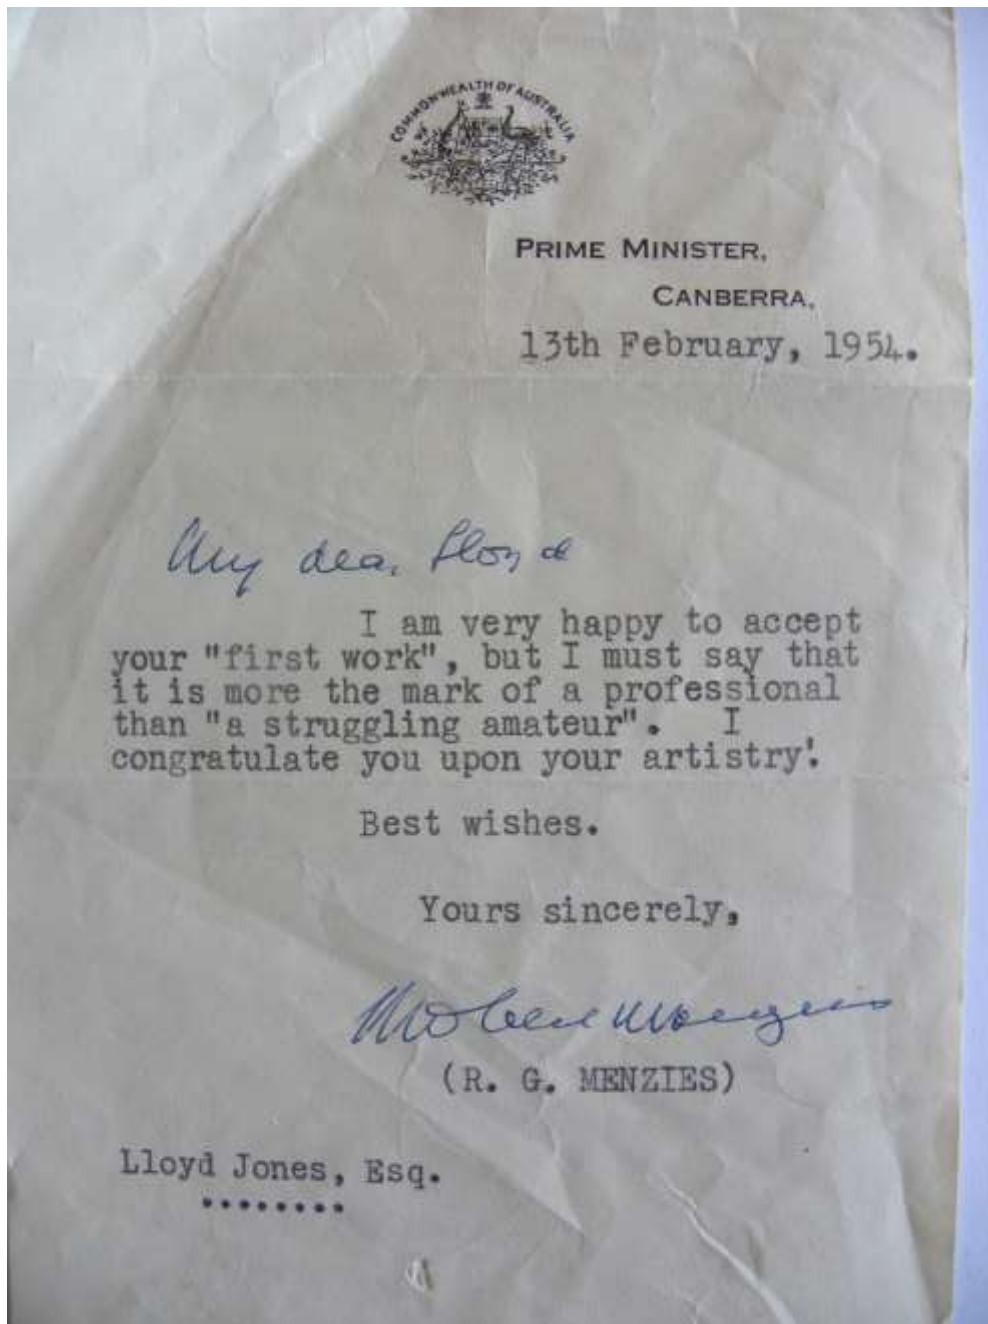 COMMONWEALTH OF AUSTRALIA
PRIME MINISTER,
CANBERRA,
13th February, 1954.
My dear Lloyd
I am very happy to accept
your "first work", but I must say that
it is more the mark of a professional
than "a struggling amateur". I
congratulate you upon your artistry!
Best wishes.
Yours sincerely,
Robert Menzies
(R. G. MENZIES)
Lloyd Jones, Esq.
........